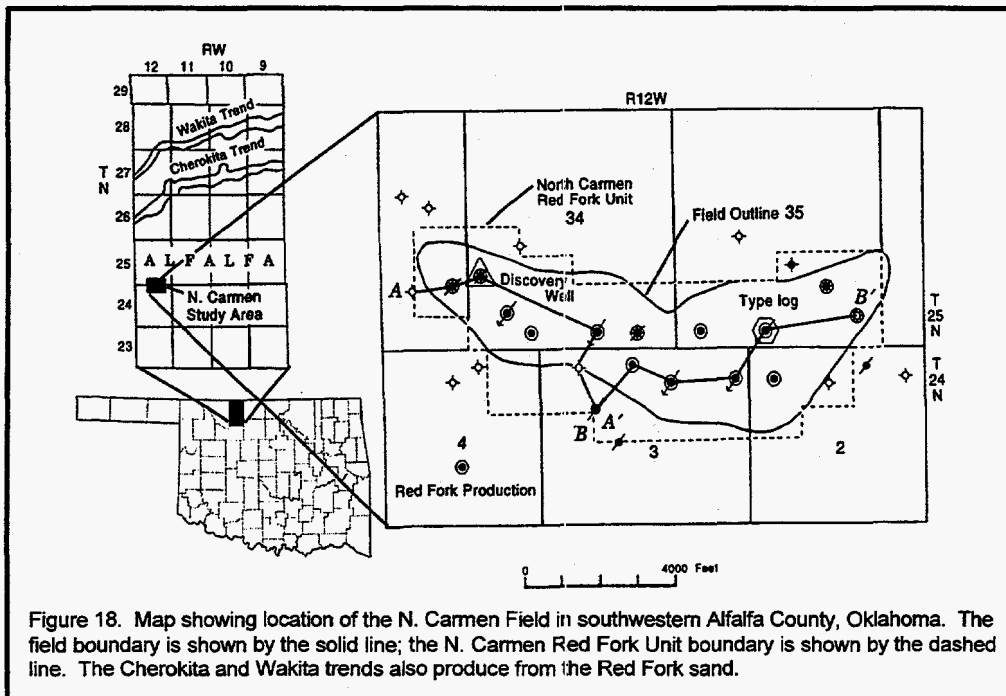 RW
12 11 10 9
29
28
T 27
N
26
25
24
23
Wakita Trend
Cherokita Trend
A L F A L F A
N. Carmen
Study Area
R12W
North Carmen
Red Fork Unit
34
Field Outline 35
A
Discovery
Well
Type log
B'
T
25
N
T
24
N
B A'
4
3
2
Red Fork Production
0 4000 Feet
Figure 18. Map showing location of the N. Carmen Field in southwestern Alfalfa County, Oklahoma. The
field boundary is shown by the solid line; the N. Carmen Red Fork Unit boundary is shown by the dashed
line. The Cherokita and Wakita trends also produce from the Red Fork sand.